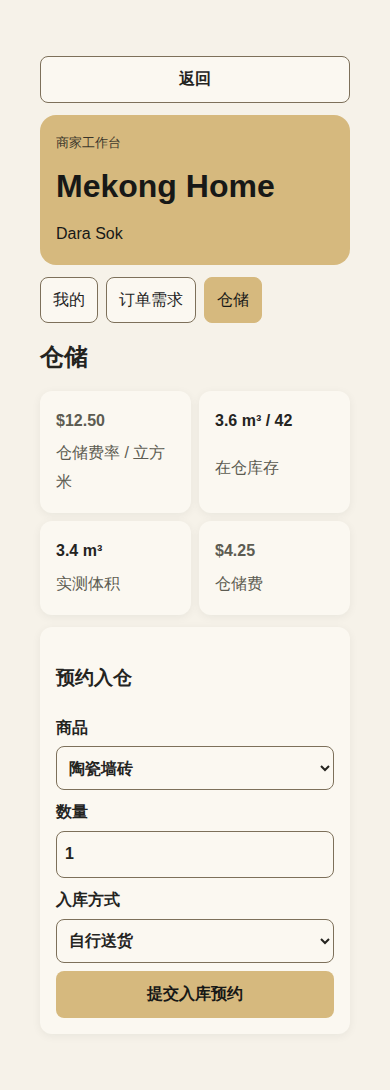 返回
商家工作台
Mekong Home
Dara Sok
我的
订单需求
仓储
仓储
$12.50
仓储费率 / 立方
米
3.6 m³ / 42
在仓库存
3.4 m³
实测体积
$4.25
仓储费
预约入仓
商品
陶瓷墙砖
数量
1
入库方式
自行送货
提交入库预约